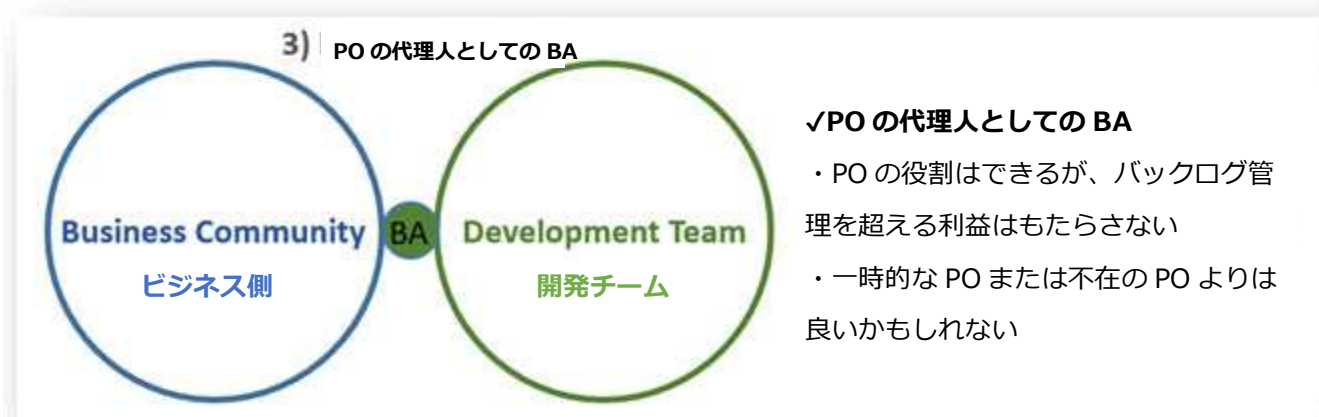 3) PO の代理人としての BA
Business Community
ビジネス側
BA
Development Team
開発チーム
✓PO の代理人としての BA
・PO の役割はできるが、バックログ管
理を超える利益はもたらさない
・一時的な PO または不在の PO よりは
良いかもしれない